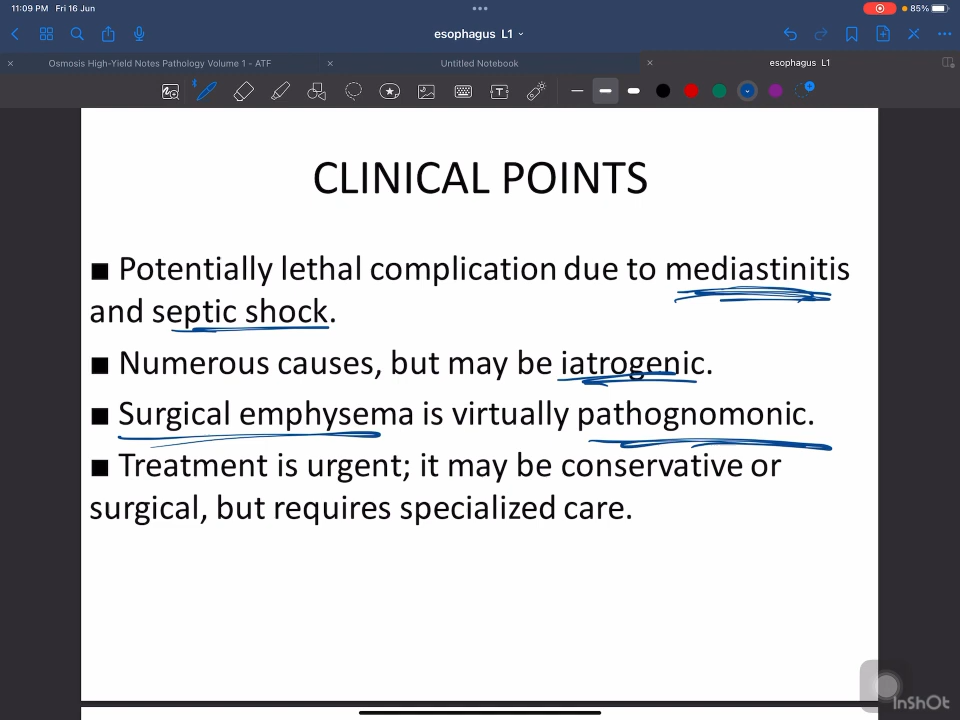 11:09 PM Fri 16 Jun
85%
esophagus L1
Osmosis High-Yield Notes Pathology Volume 1 - ATF
Untitled Notebook
esophagus L1
CLINICAL POINTS
■ Potentially lethal complication due to mediastinitis
and septic shock.
■ Numerous causes, but may be iatrogenic.
■ Surgical emphysema is virtually pathognomonic.
■ Treatment is urgent; it may be conservative or
surgical, but requires specialized care.
InShOt